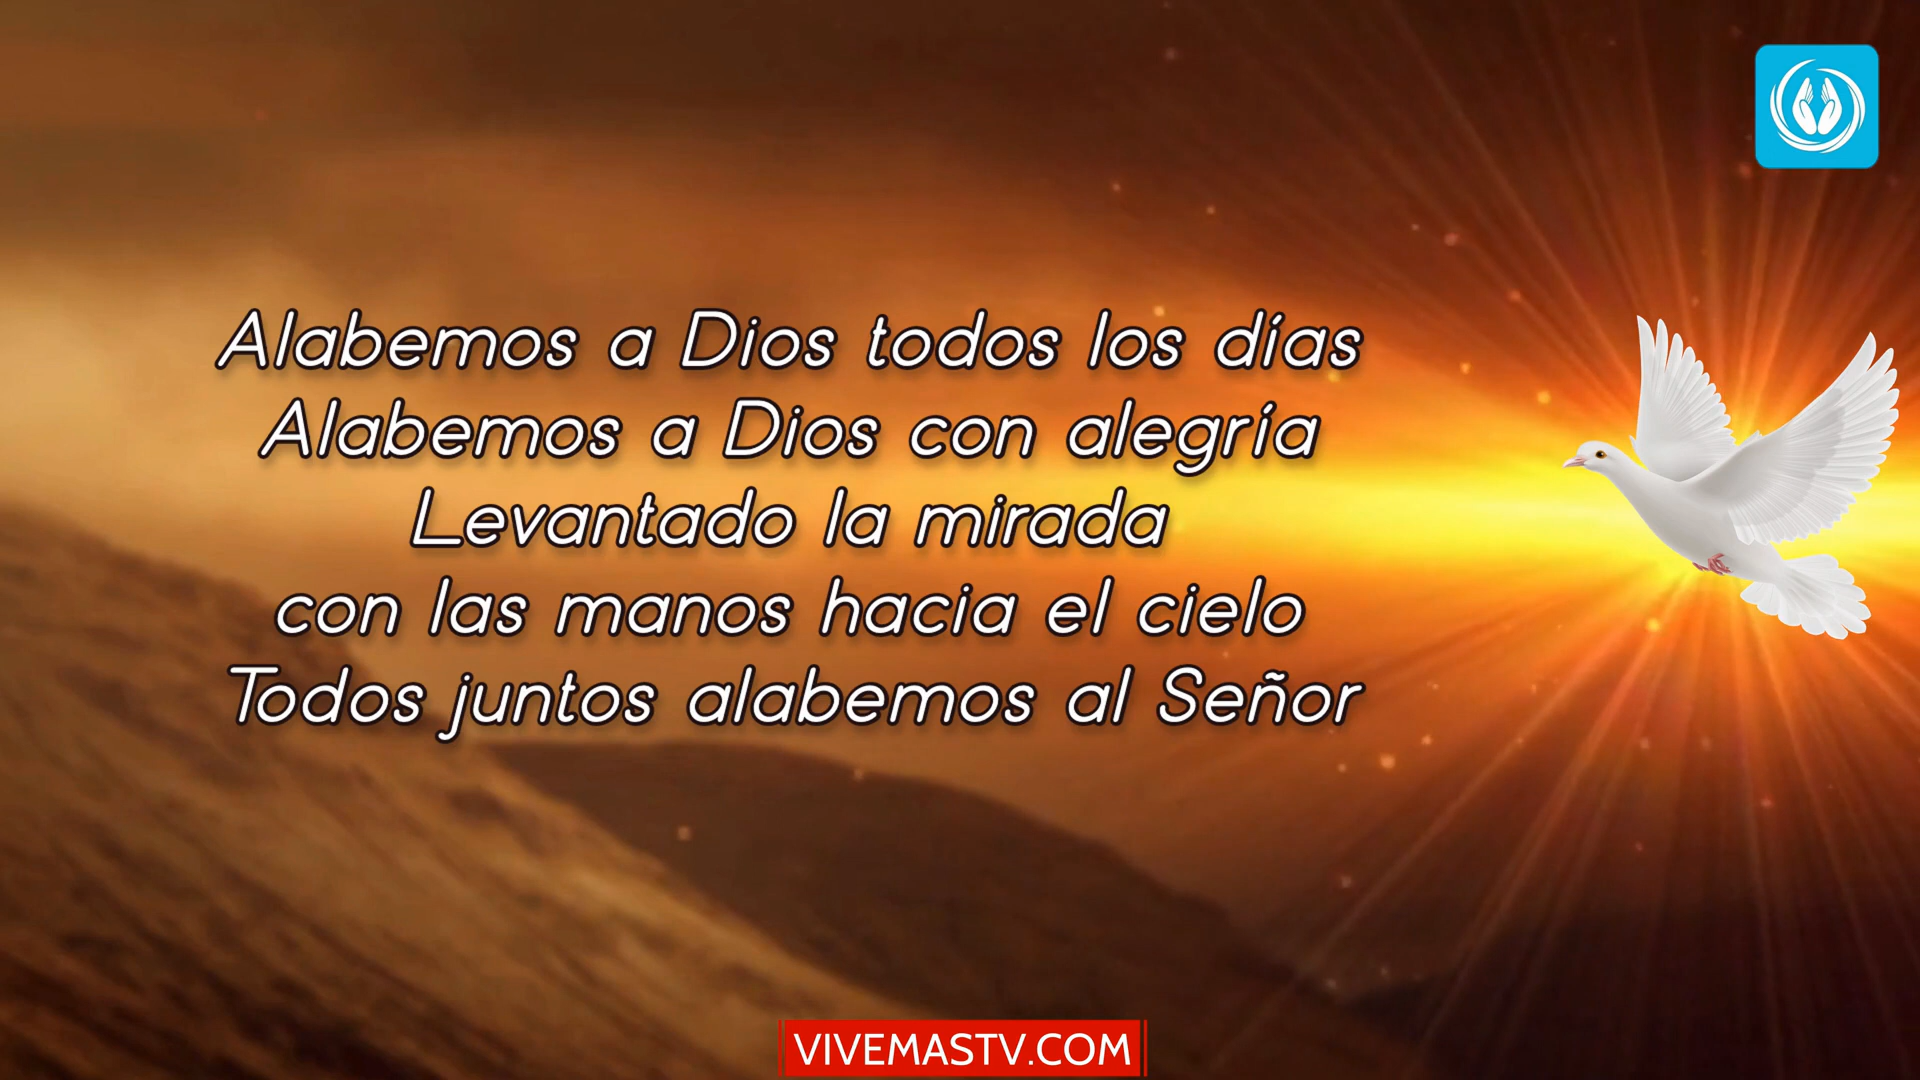 Alabemos a Dios todos los días
Alabemos a Dios con alegría
Levantado la mirada
con las manos hacia el cielo
Todos juntos alabemos al Señor
VIVEMASTV.COM